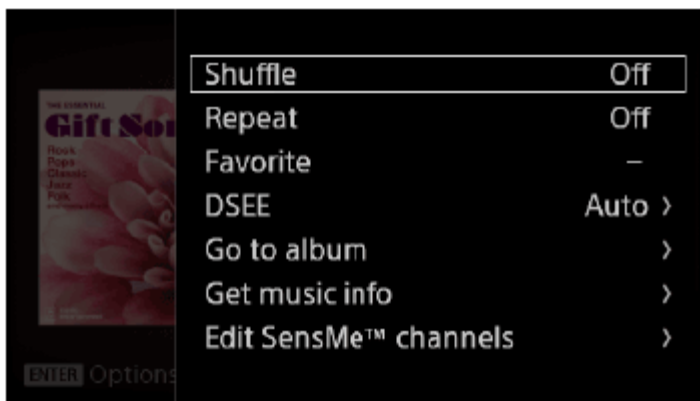 THE ESSENTIAL
Gift Son
Rock
Pops
Classic
Jazz
Folk
ENTER Options
Shuffle Off
Repeat Off
Favorite –
DSEE Auto >
Go to album >
Get music info >
Edit SensMe™ channels >